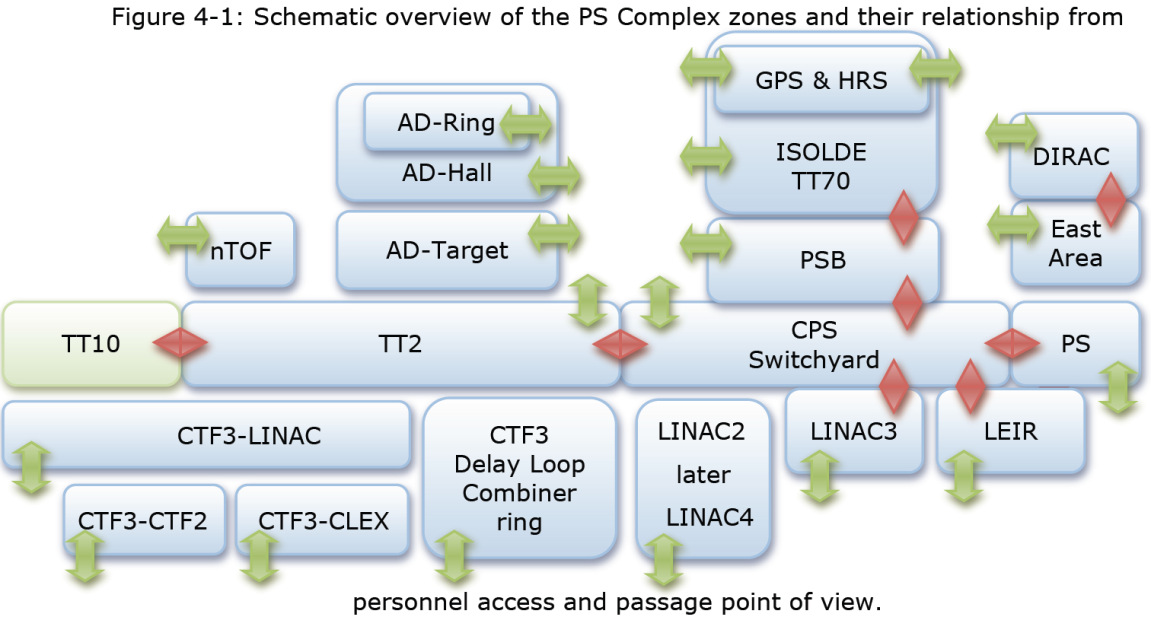 Figure 4-1: Schematic overview of the PS Complex zones and their relationship from
GPS & HRS
AD-Ring
AD-Hall
ISOLDE
TT70
DIRAC
nTOF
AD-Target
PSB
East
Area
TT10
TT2
CPS
Switchyard
PS
CTF3-LINAC
CTF3
Delay Loop
Combiner
ring
LINAC2
later
LINAC4
LINAC3
LEIR
CTF3-CTF2
CTF3-CLEX
personnel access and passage point of view.